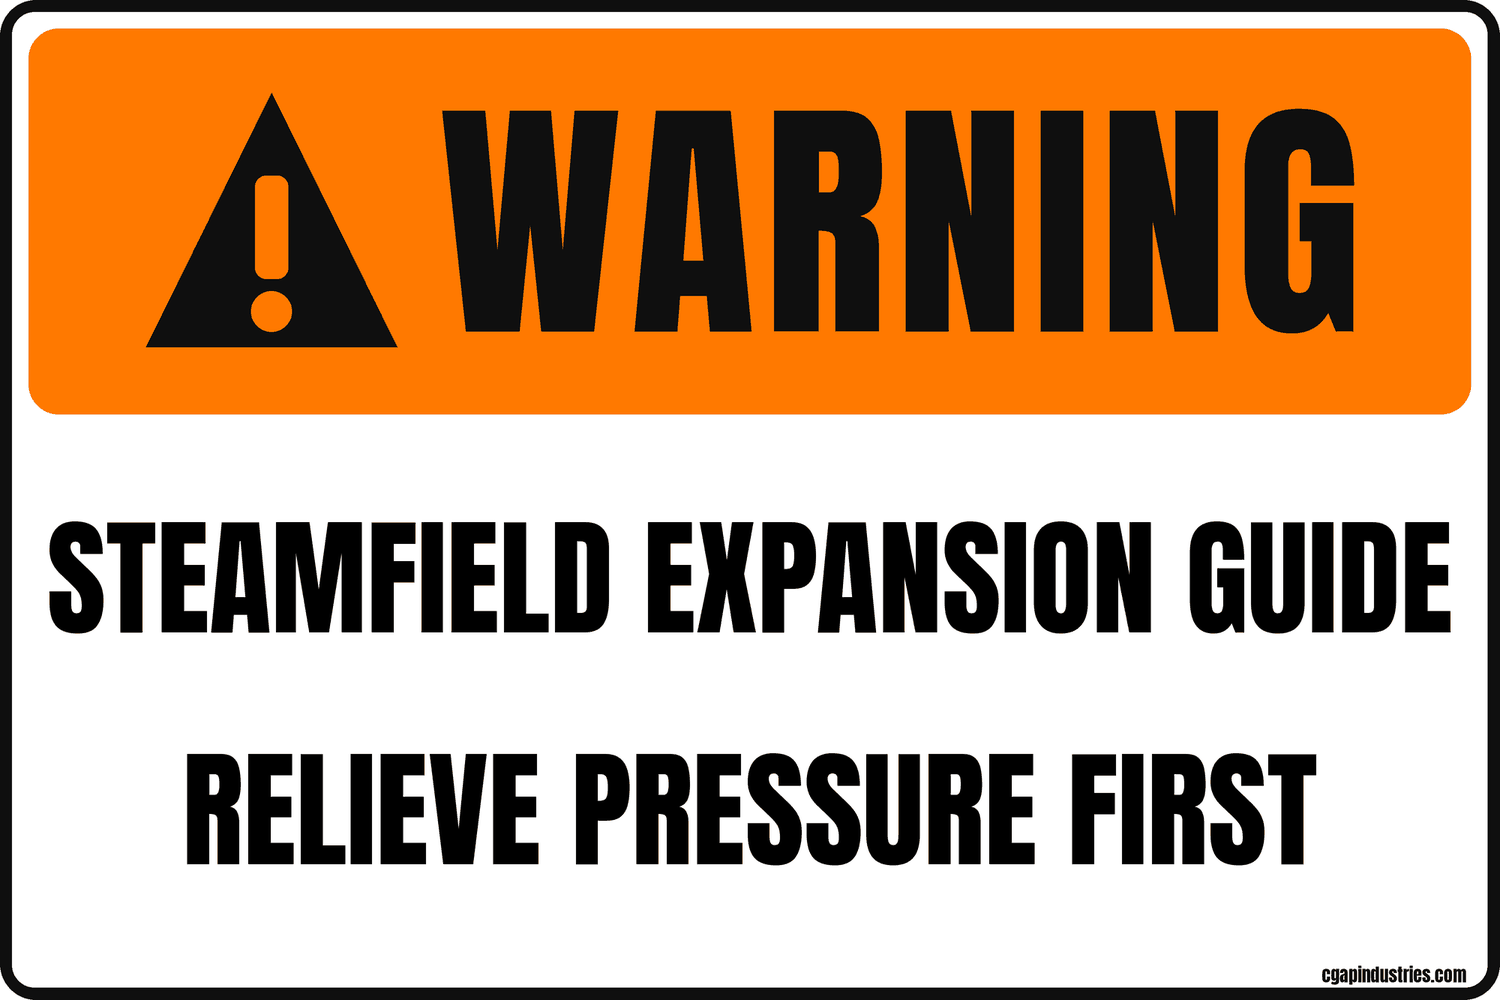 WARNING
STEAMFIELD EXPANSION GUIDE
RELIEVE PRESSURE FIRST
cgapindustries.com